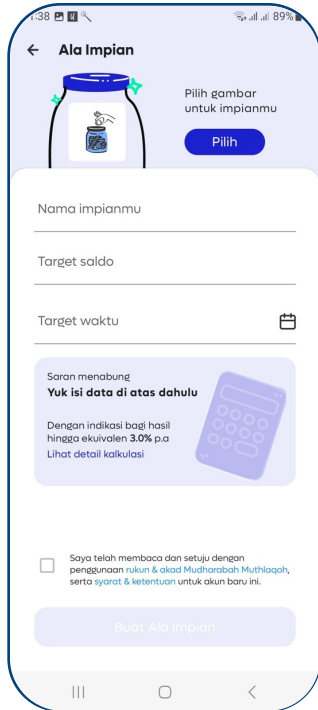 :38
89%
Ala Impian
Pilih gambar
untuk impianmu
Pilih
Nama impianmu
Target saldo
Target waktu
Saran menabung
Yuk isi data di atas dahulu
Dengan indikasi bagi hasil
hingga ekuivalen 3.0% p.a
Lihat detail kalkulasi
Saya telah membaca dan setuju dengan
penggunaan rukun & akad Mudharabah Muthlaqoh,
serta syarat & ketentuan untuk akun baru ini.
Buat Ala Impian